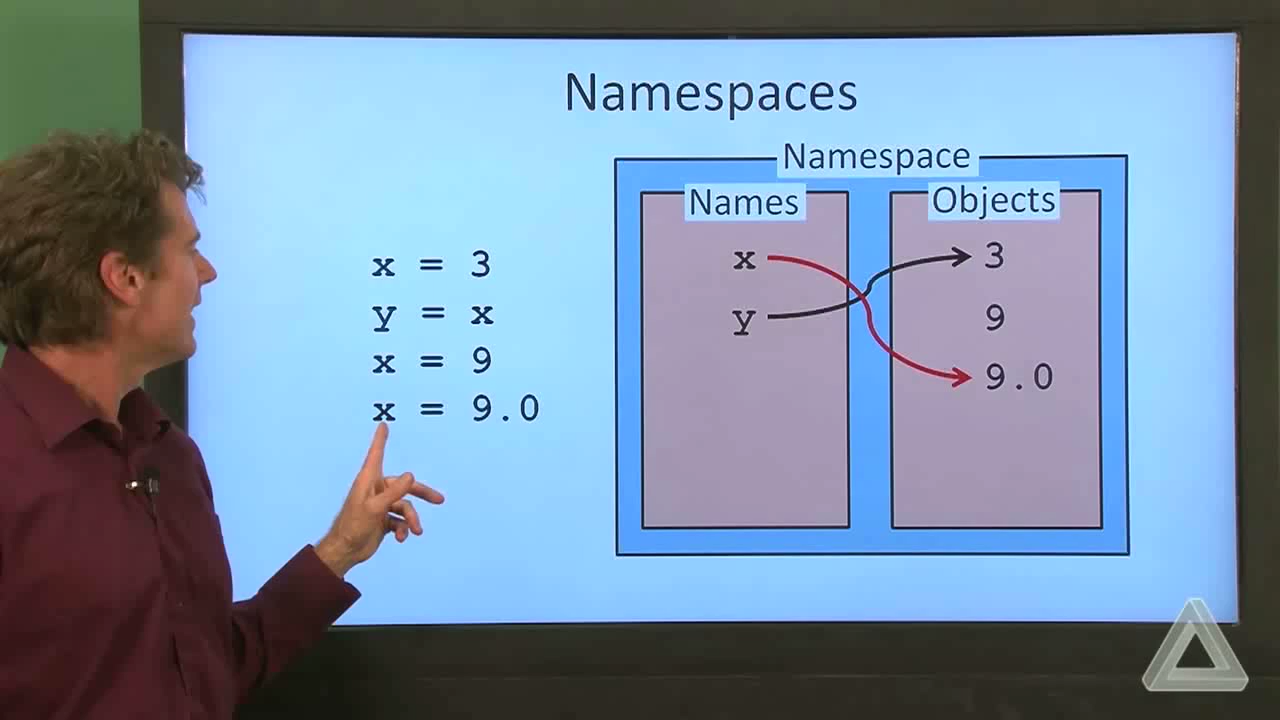 Namespaces
x = 3
y = x
x = 9
x = 9.0
Namespace
Names
Objects
x
y
3
9
9.0